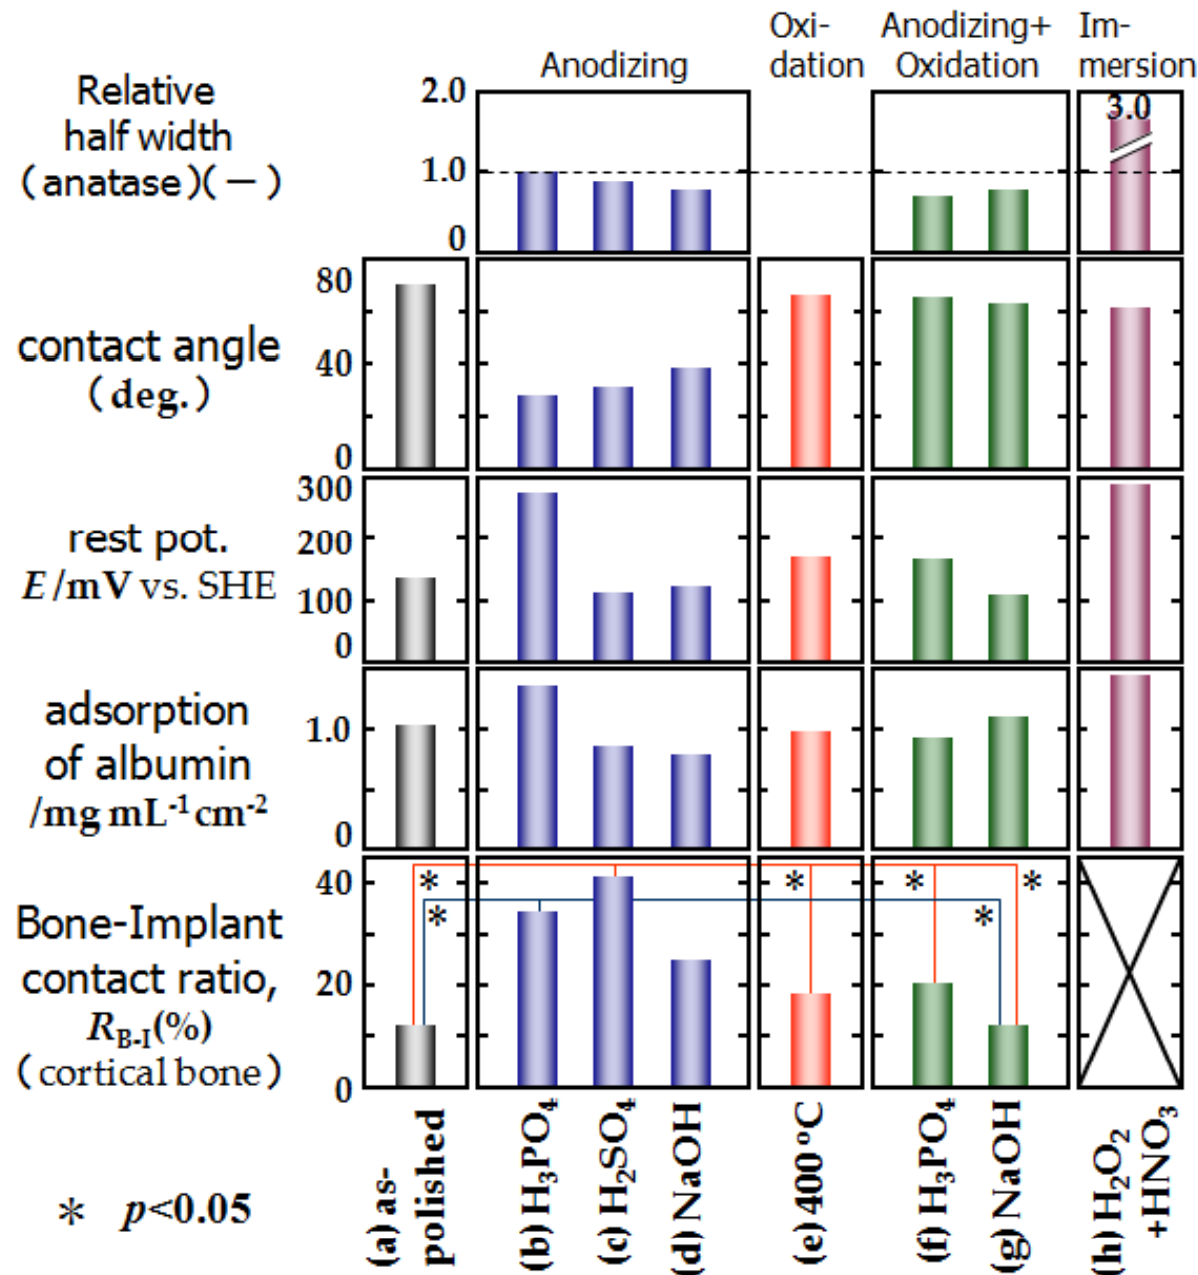 Anodizing
Oxi-
dation
Anodizing+
Oxidation
Im-
mersion
Relative
half width
(anatase)(−)
2.0
1.0
0
3.0
contact angle
(deg.)
80
40
0
rest pot.
E/mV vs. SHE
300
200
100
0
adsorption
of albumin
/mg mL⁻¹ cm⁻²
1.0
0
Bone-Implant
contact ratio,
R_B-I(%)
(cortical bone)
40
20
0
* * * *
* *
* p<0.05
(a) as-
polished
(b) H₃PO₄
(c) H₂SO₄
(d) NaOH
(e) 400 °C
(f) H₃PO₄
(g) NaOH
(h) H₂O₂
+HNO₃